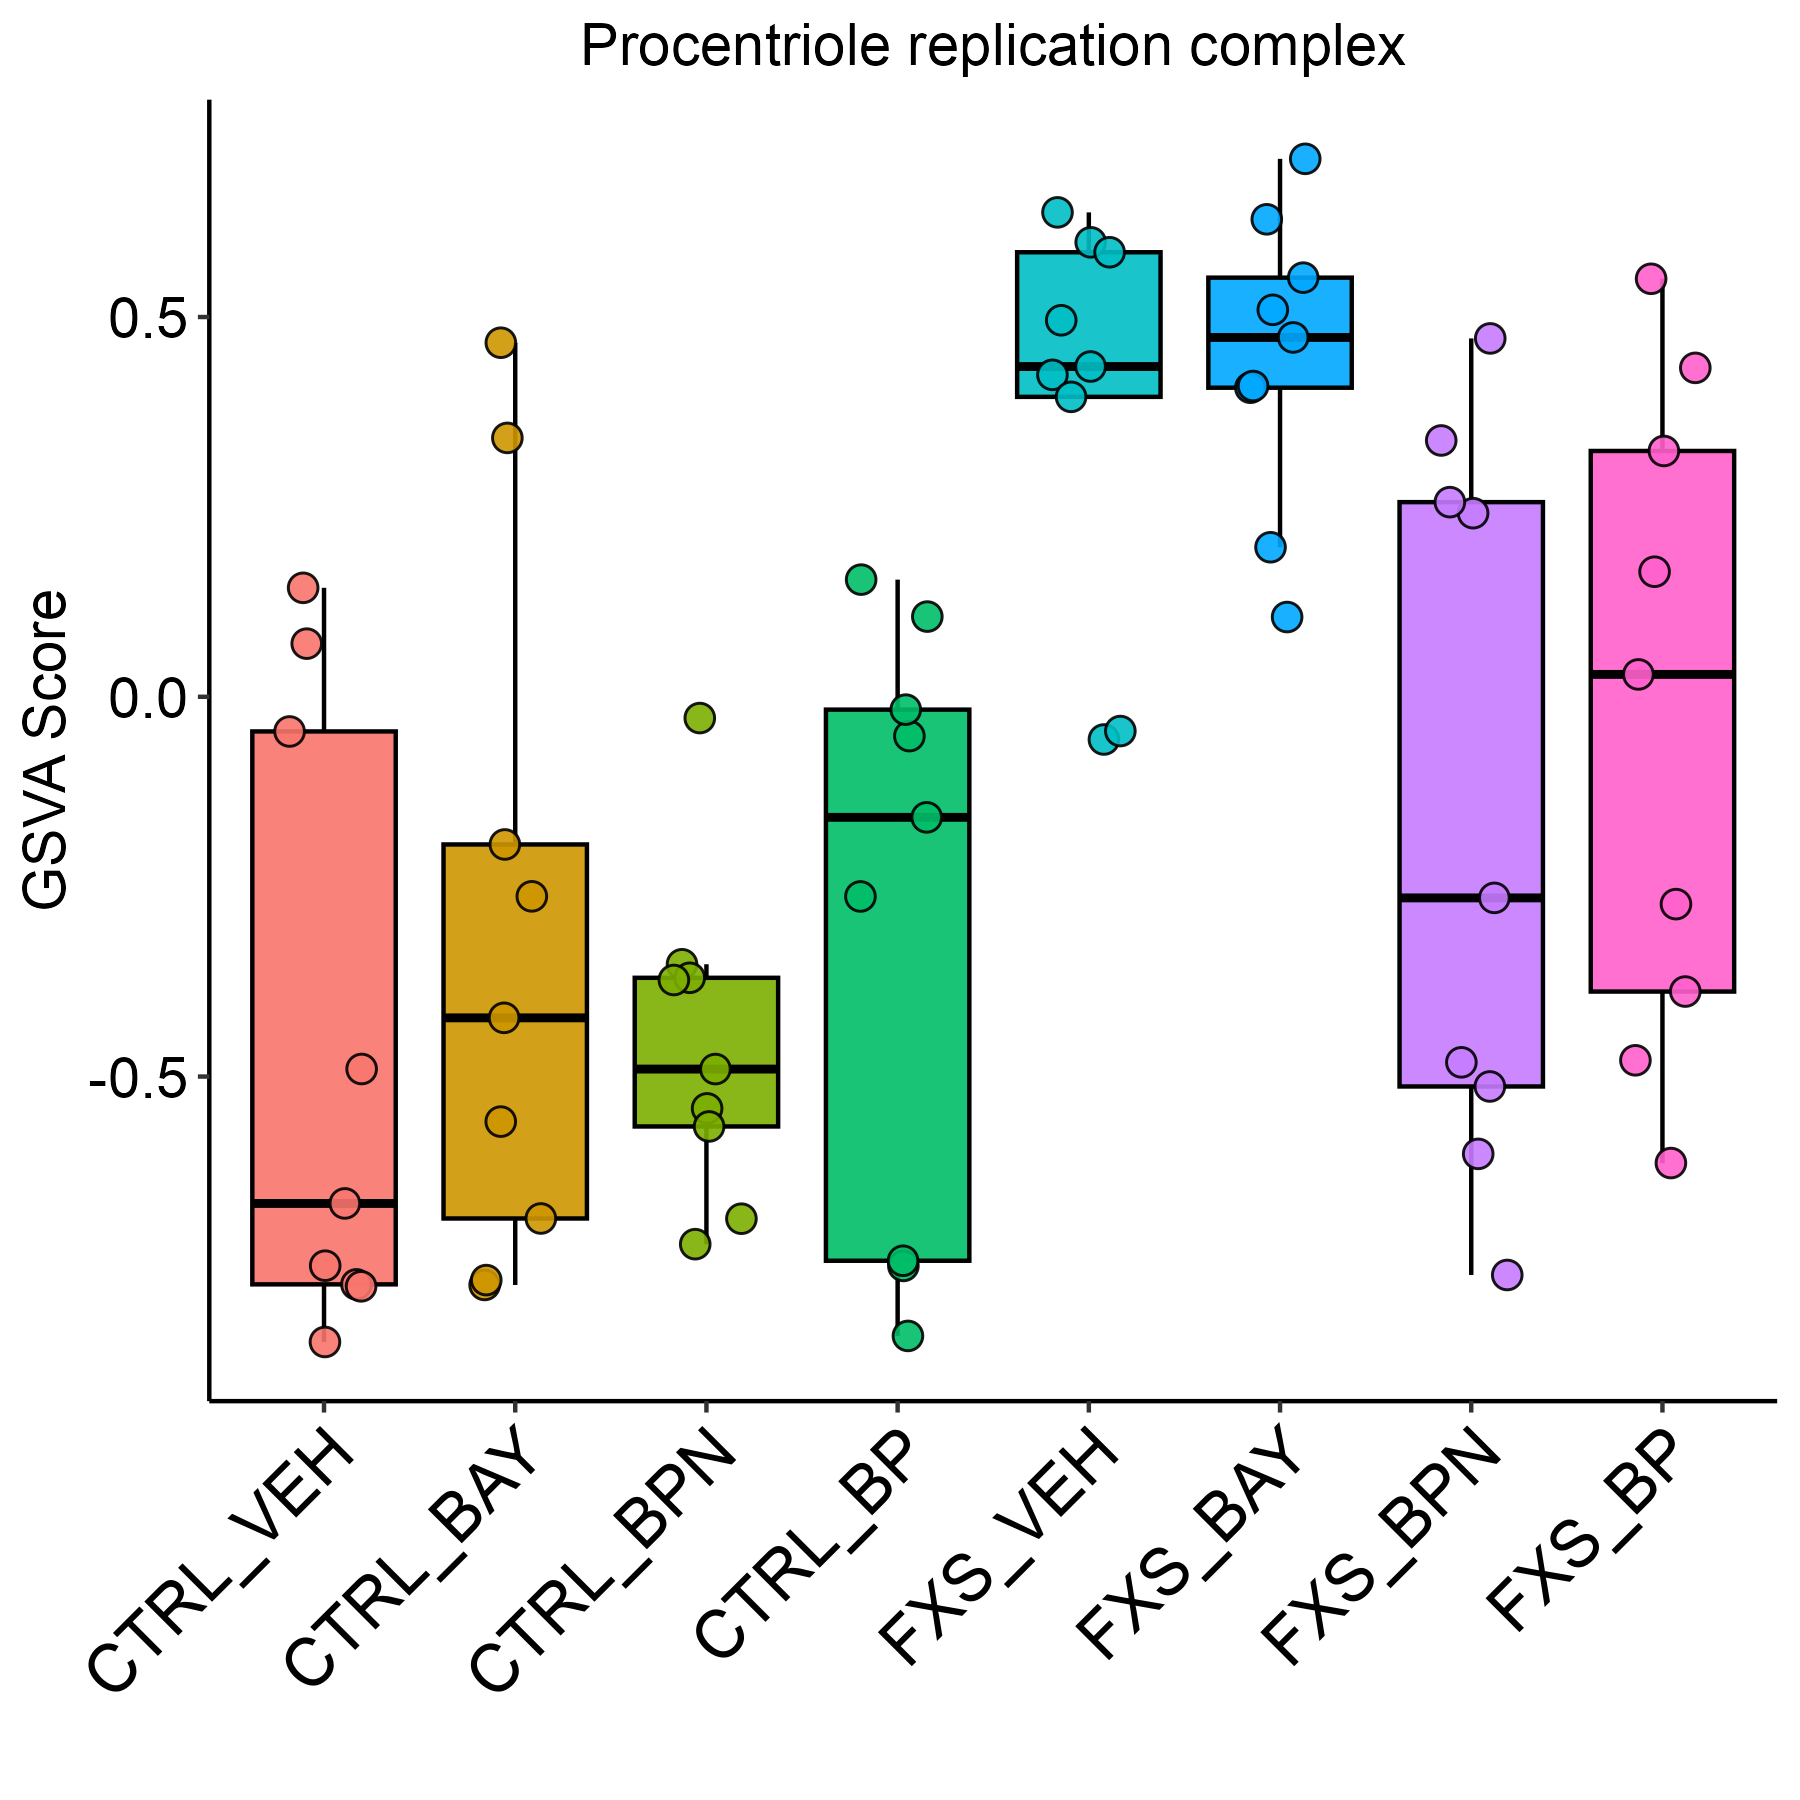 Procentriole replication complex
GSVA Score
0.5
0.0
-0.5
CTRL_VEH
CTRL_BAY
CTRL_BPN
CTRL_BP
FXS_VEH
FXS_BAY
FXS_BPN
FXS_BP